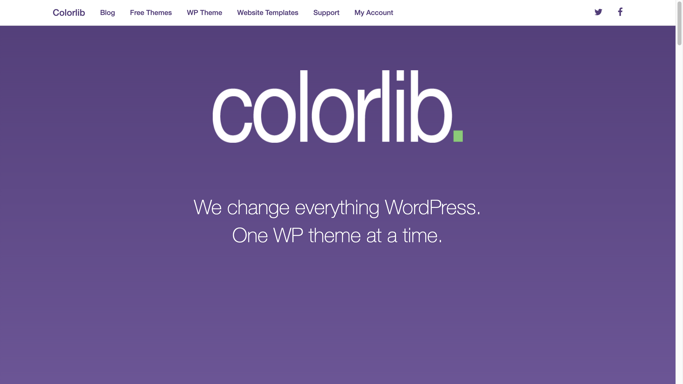 Colorlib Blog Free Themes WP Theme Website Templates Support My Account
colorlib.
We change everything WordPress.
One WP theme at a time.